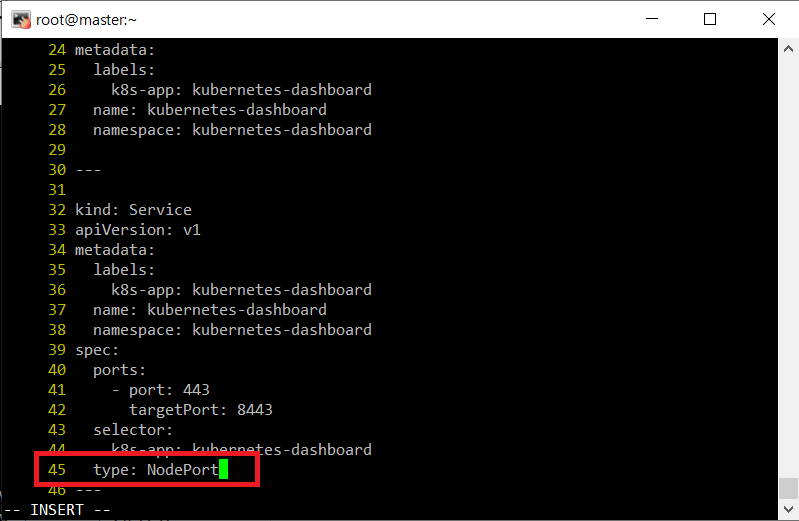 root@master:~
24 metadata:
25   labels:
26     k8s-app: kubernetes-dashboard
27   name: kubernetes-dashboard
28   namespace: kubernetes-dashboard
29
30 ---
31
32 kind: Service
33 apiVersion: v1
34 metadata:
35   labels:
36     k8s-app: kubernetes-dashboard
37   name: kubernetes-dashboard
38   namespace: kubernetes-dashboard
39 spec:
40   ports:
41     - port: 443
42       targetPort: 8443
43   selector:
44     k8s-app: kubernetes-dashboard
45   type: NodePort
46 ---
-- INSERT --